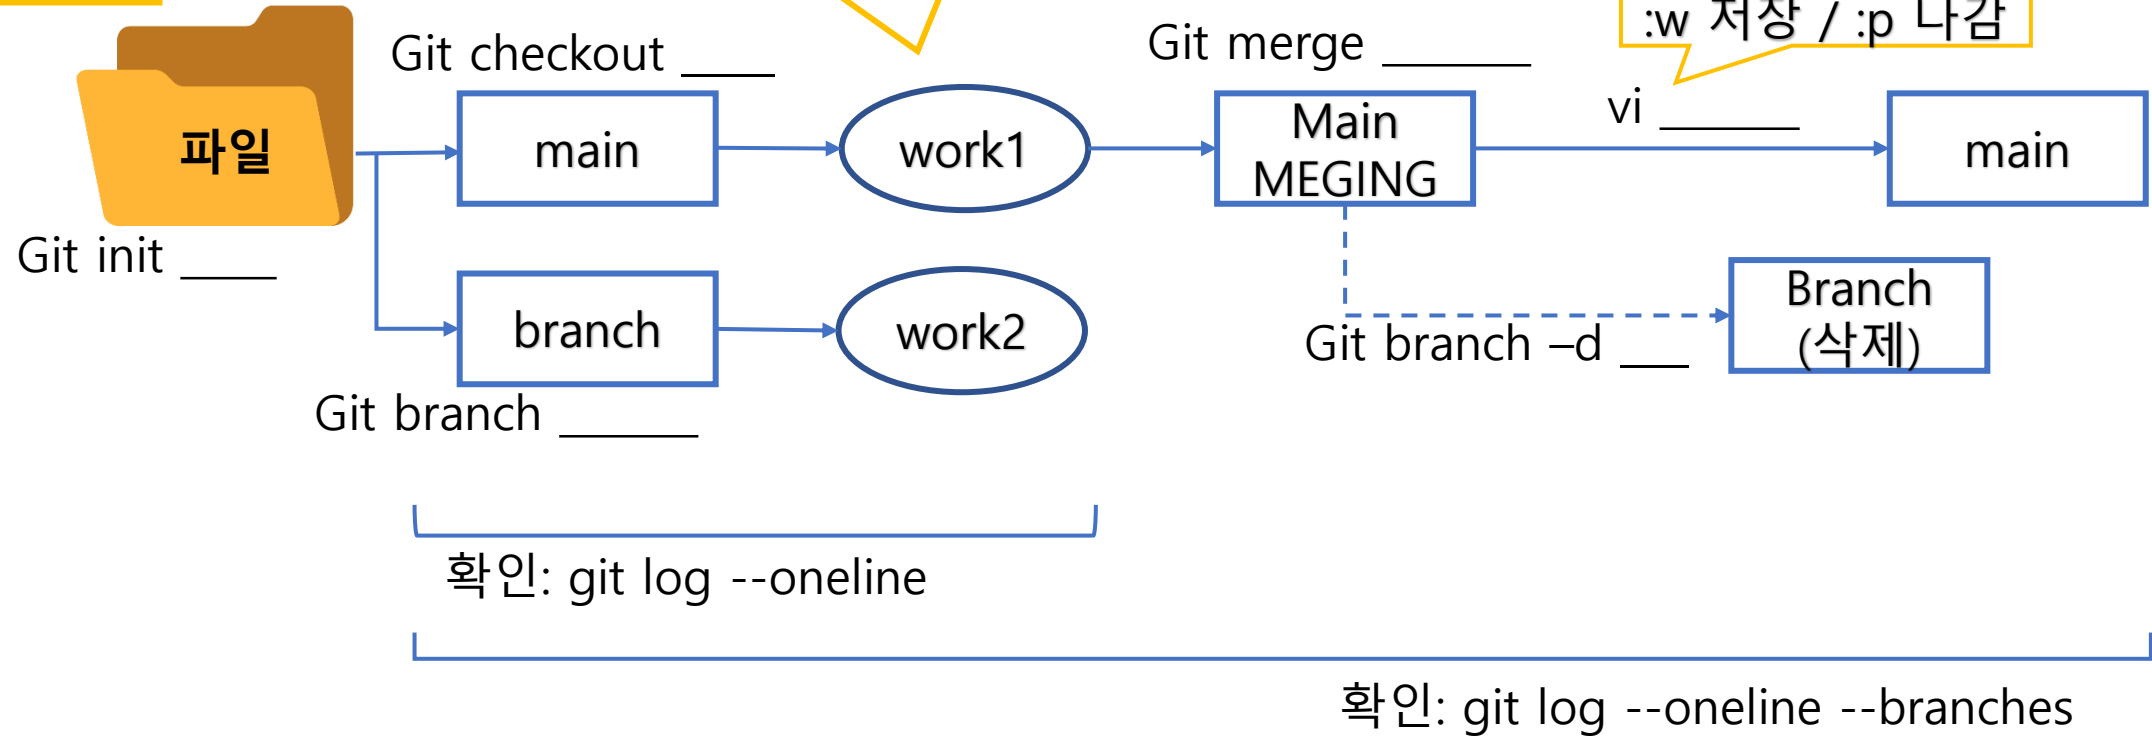 :w 저장 / :p 나감
Git checkout ____
Git merge ______
vi ______
파일
main
work1
Main
MEGING
main
Git init ____
branch
work2
Branch
(삭제)
Git branch –d ___
Git branch ______
확인: git log --oneline
확인: git log --oneline --branches